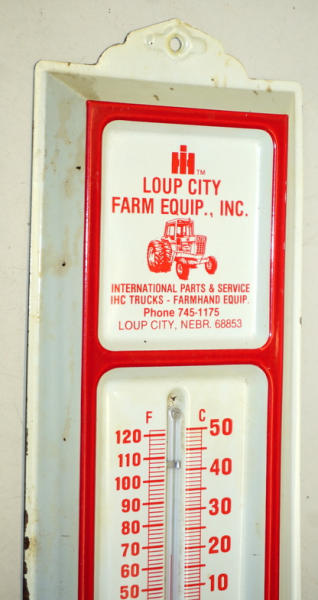 IH™
LOUP CITY
FARM EQUIP., INC.
INTERNATIONAL PARTS & SERVICE
IHC TRUCKS - FARMHAND EQUIP.
Phone 745-1175
LOUP CITY, NEBR. 68853
F C
120 50
110
100 40
90
80 30
70
60 20
50 10